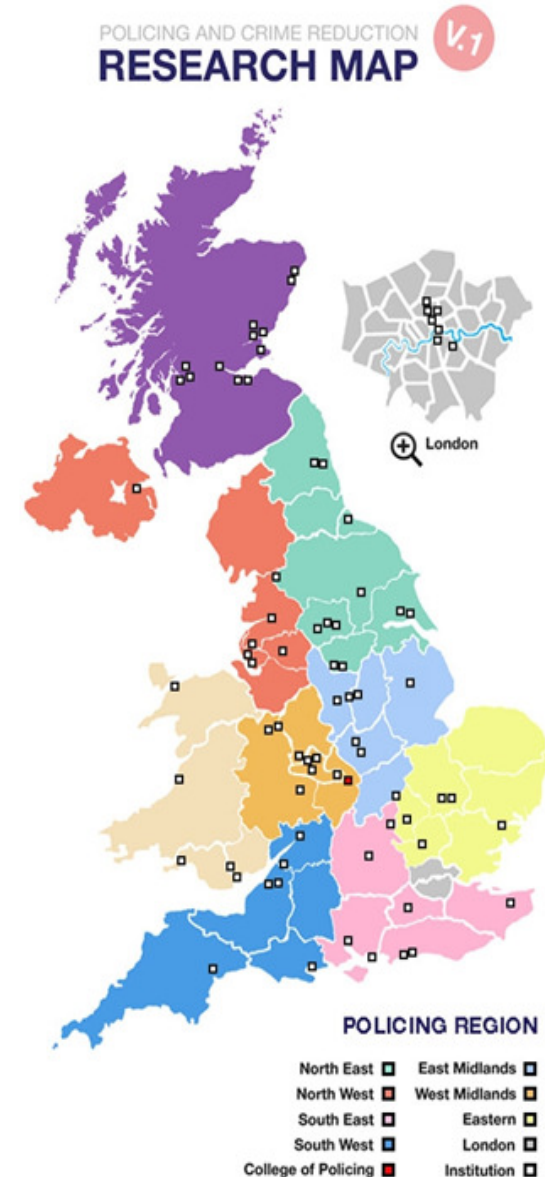 POLICING AND CRIME REDUCTION
RESEARCH MAP
V.1
London
POLICING REGION
North East
East Midlands
North West
West Midlands
South East
Eastern
South West
London
College of Policing
Institution